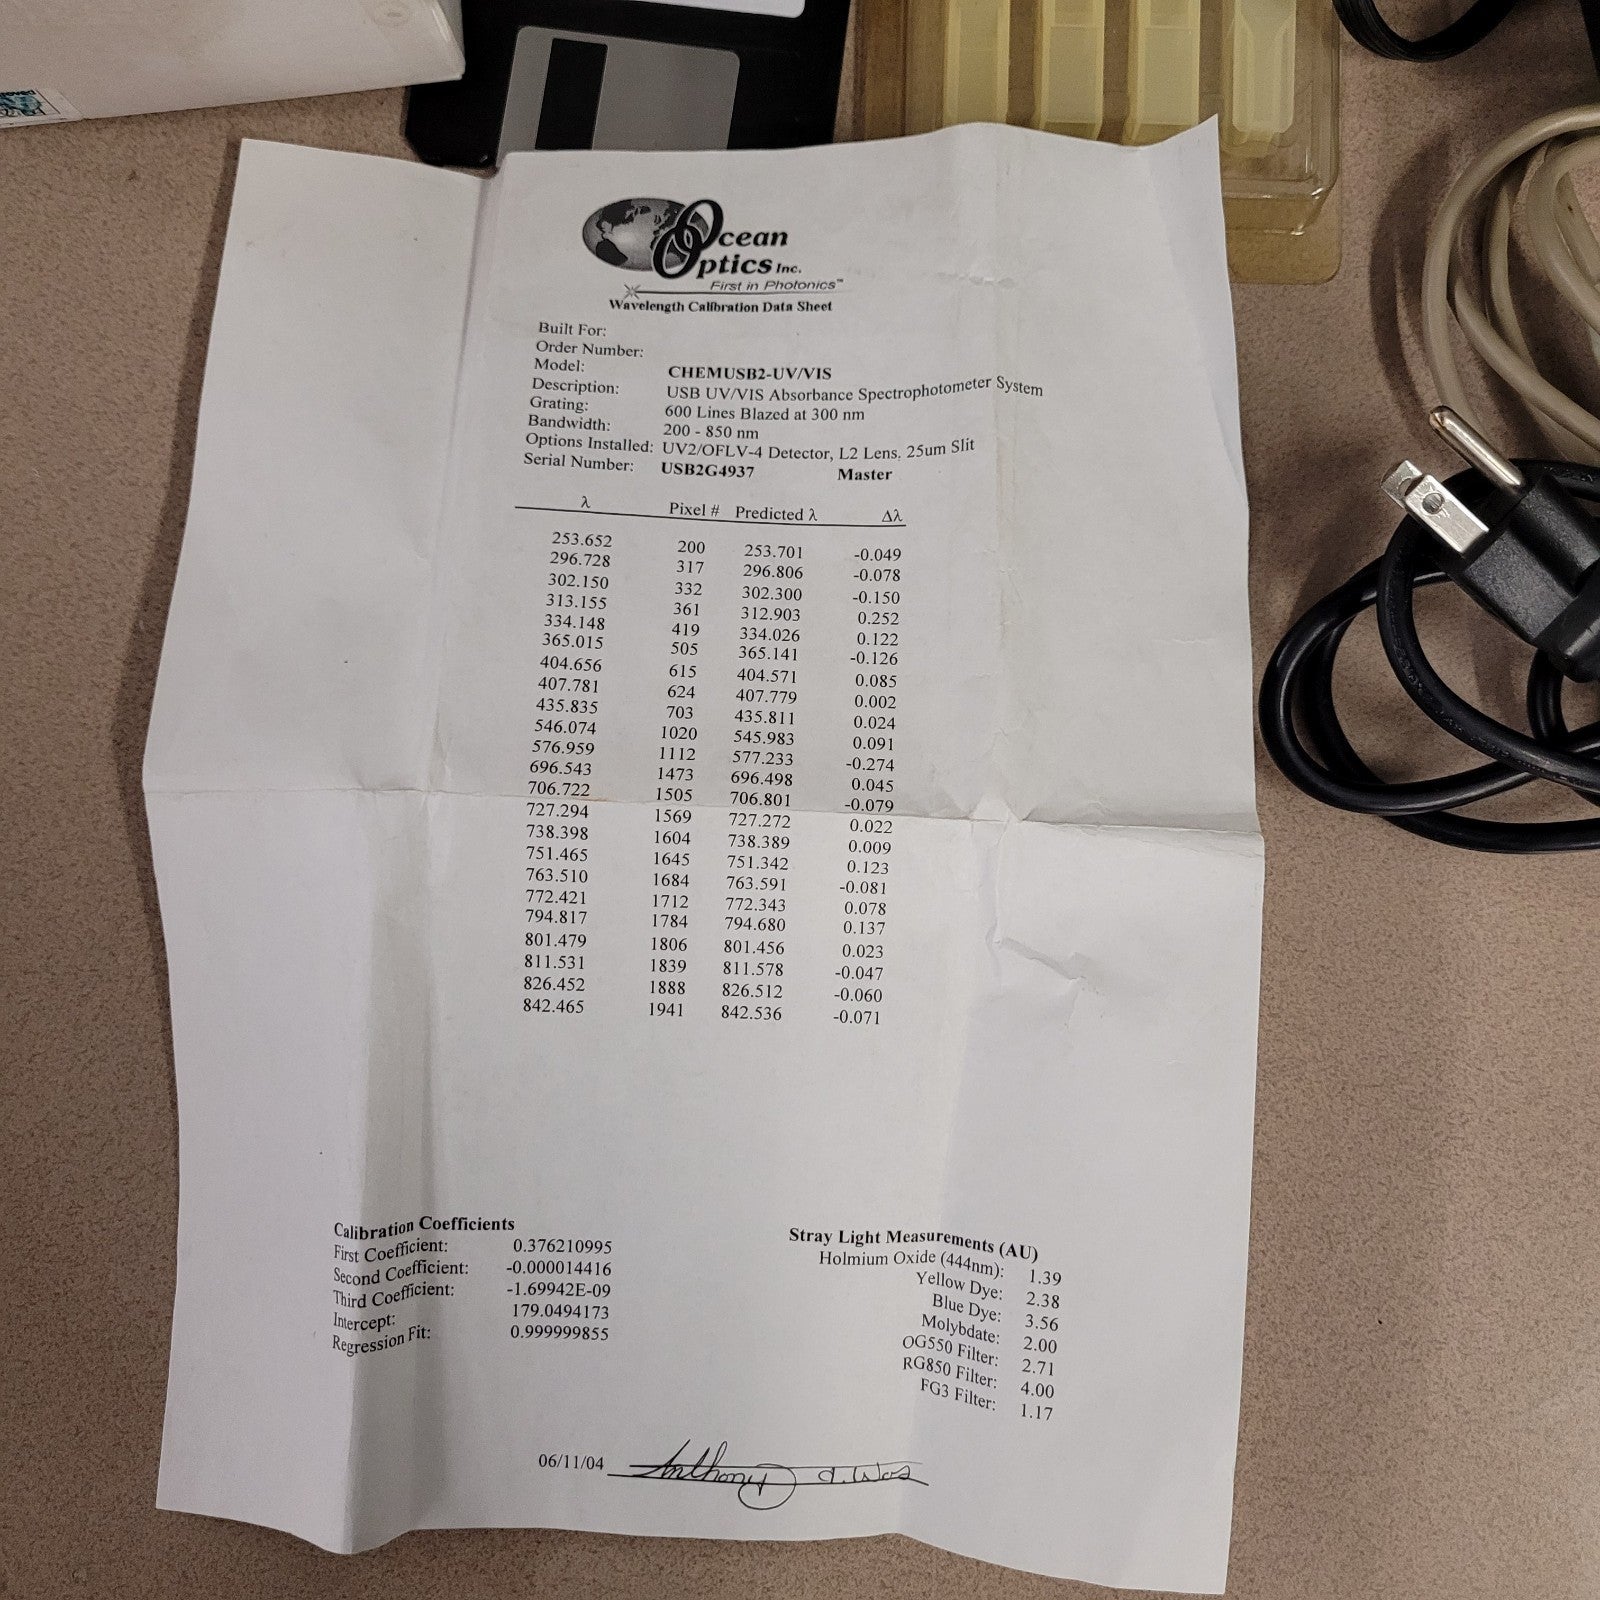 Ocean
Optics Inc.
First in Photonics™
Wavelength Calibration Data Sheet
Built For:
Order Number:
Model: CHEMUSB2-UV/VIS
Description: USB UV/VIS Absorbance Spectrophotometer System
Grating: 600 Lines Blazed at 300 nm
Bandwidth: 200 - 850 nm
Options Installed: UV2/OFLV-4 Detector, L2 Lens, 25um Slit
Serial Number: USB2G4937 Master
λ Pixel # Predicted λ Δλ
253.652 200 253.701 -0.049
296.728 317 296.806 -0.078
302.150 332 302.300 -0.150
313.155 361 312.903 0.252
334.148 419 334.026 0.122
365.015 505 365.141 -0.126
404.656 615 404.571 0.085
407.781 624 407.779 0.002
435.835 703 435.811 0.024
546.074 1020 545.983 0.091
576.959 1112 577.233 -0.274
696.543 1473 696.498 0.045
706.722 1505 706.801 -0.079
727.294 1569 727.272 0.022
738.398 1604 738.389 0.009
751.465 1645 751.342 0.123
763.510 1684 763.591 -0.081
772.421 1712 772.343 0.078
794.817 1784 794.680 0.137
801.479 1806 801.456 0.023
811.531 1839 811.578 -0.047
826.452 1888 826.512 -0.060
842.465 1941 842.536 -0.071
Calibration Coefficients
First Coefficient: 0.376210995
Second Coefficient: -0.000014416
Third Coefficient: -1.69942E-09
Intercept: 179.0494173
Regression Fit: 0.999999855
Stray Light Measurements (AU)
Holmium Oxide (444nm): 1.39
Yellow Dye: 2.38
Blue Dye: 3.56
Molybdate: 2.00
OG550 Filter: 2.71
RG850 Filter: 4.00
FG3 Filter: 1.17
06/11/04 Anthony